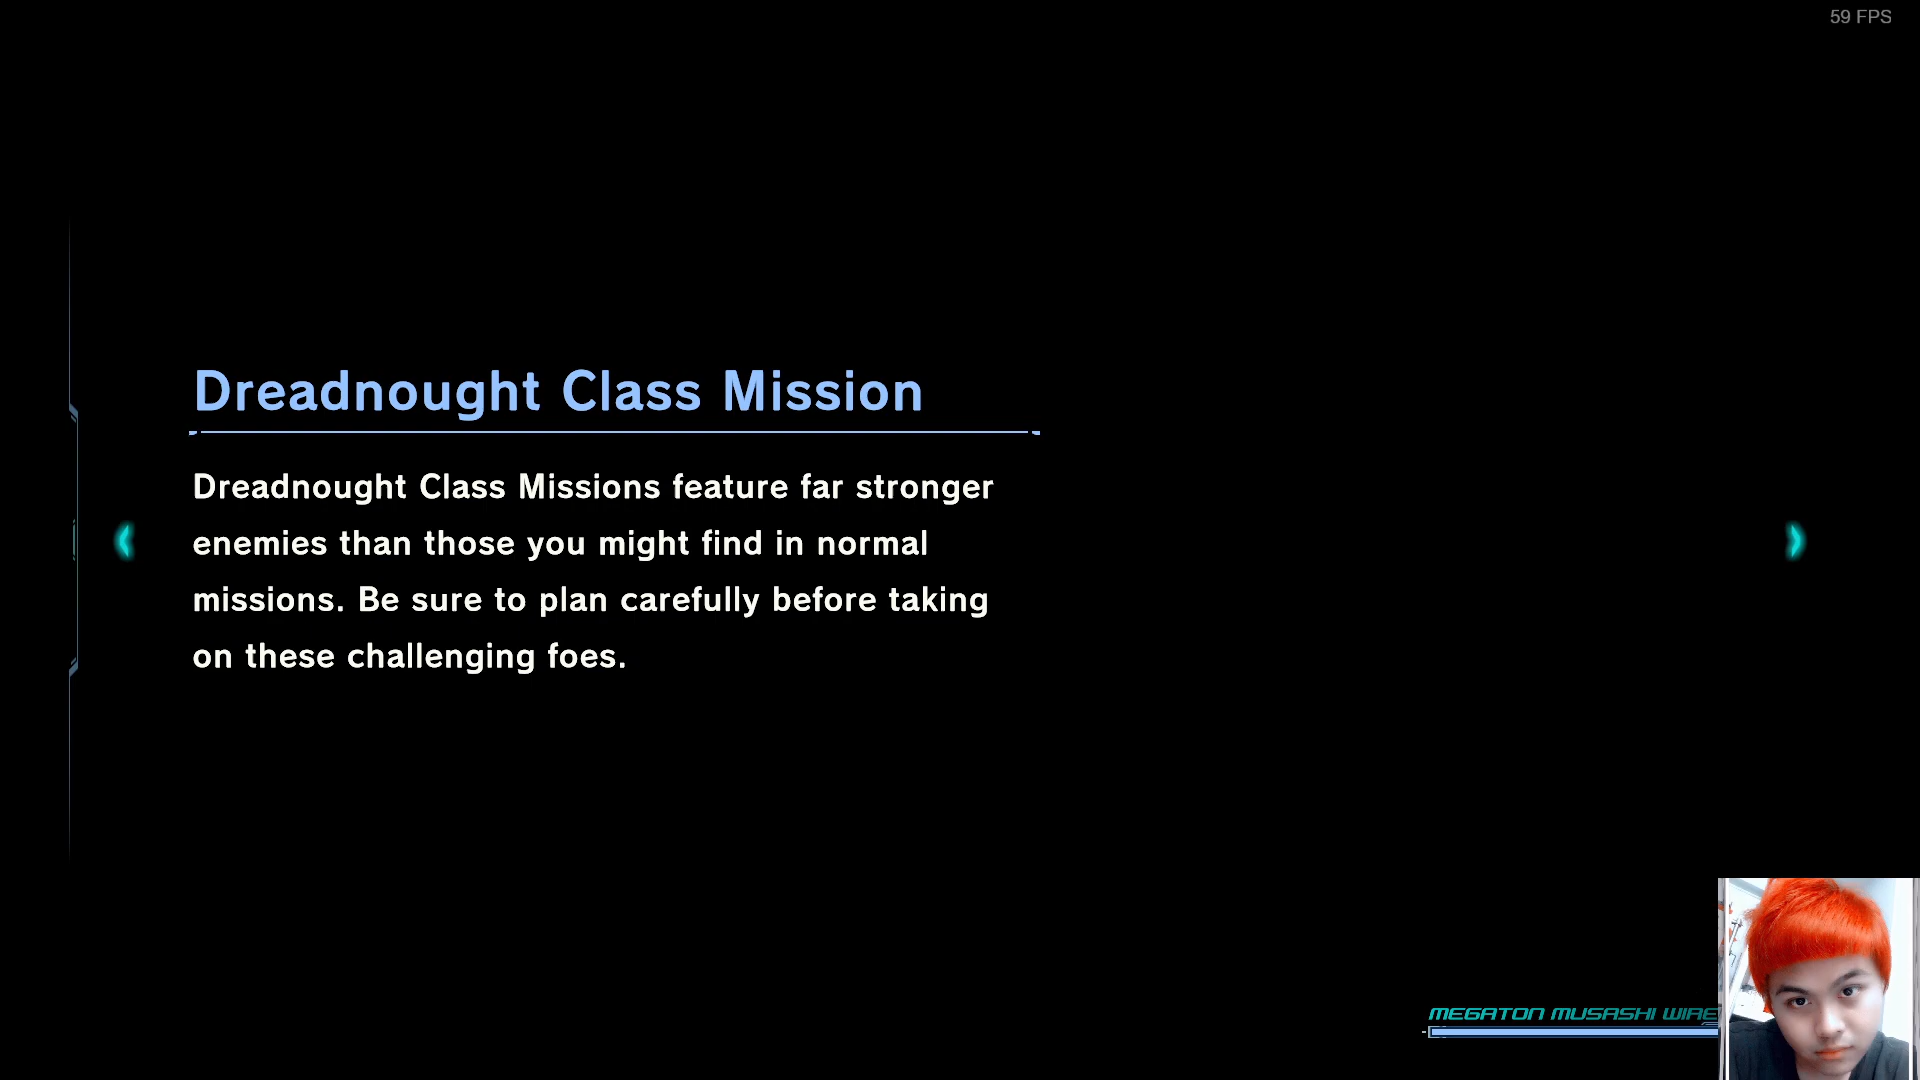 59 FPS
Dreadnought Class Mission
Dreadnought Class Missions feature far stronger
enemies than those you might find in normal
missions. Be sure to plan carefully before taking
on these challenging foes.
MEGATON MUSASHI WIRE